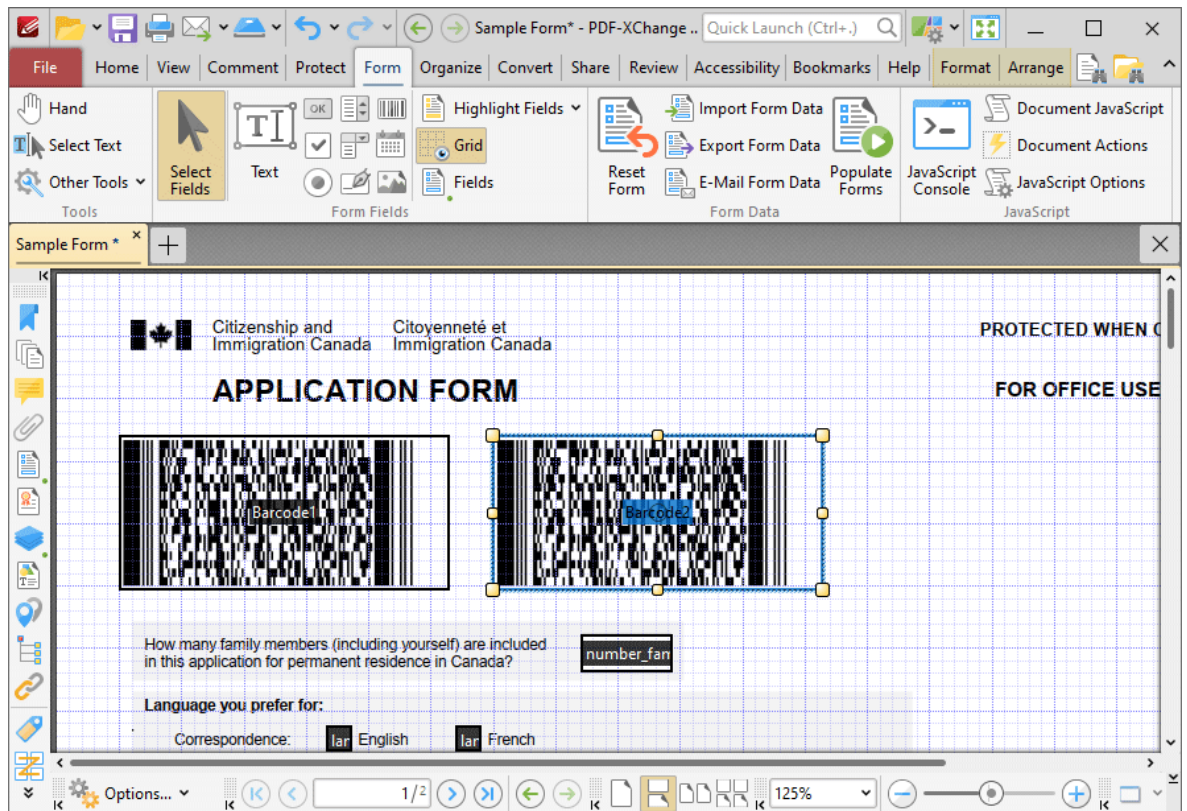 Sample Form* - PDF-XChange ..
Quick Launch (Ctrl+.)
File Home View Comment Protect Form Organize Convert Share Review Accessibility Bookmarks Help Format Arrange
Hand
Select Text
Other Tools
Tools
Select Fields
Text
OK
Form Fields
Highlight Fields
Grid
Fields
Reset Form
Import Form Data
Export Form Data
E-Mail Form Data
Populate Forms
Form Data
JavaScript Console
Document JavaScript
Document Actions
JavaScript Options
JavaScript
Sample Form *
Citizenship and Citoyenneté et
Immigration Canada Immigration Canada
PROTECTED WHEN
APPLICATION FORM
FOR OFFICE USE
Barcode1
Barcode2
How many family members (including yourself) are included
in this application for permanent residence in Canada?
number_fam
Language you prefer for:
Correspondence: lar English lar French
Options...
1/2
125%